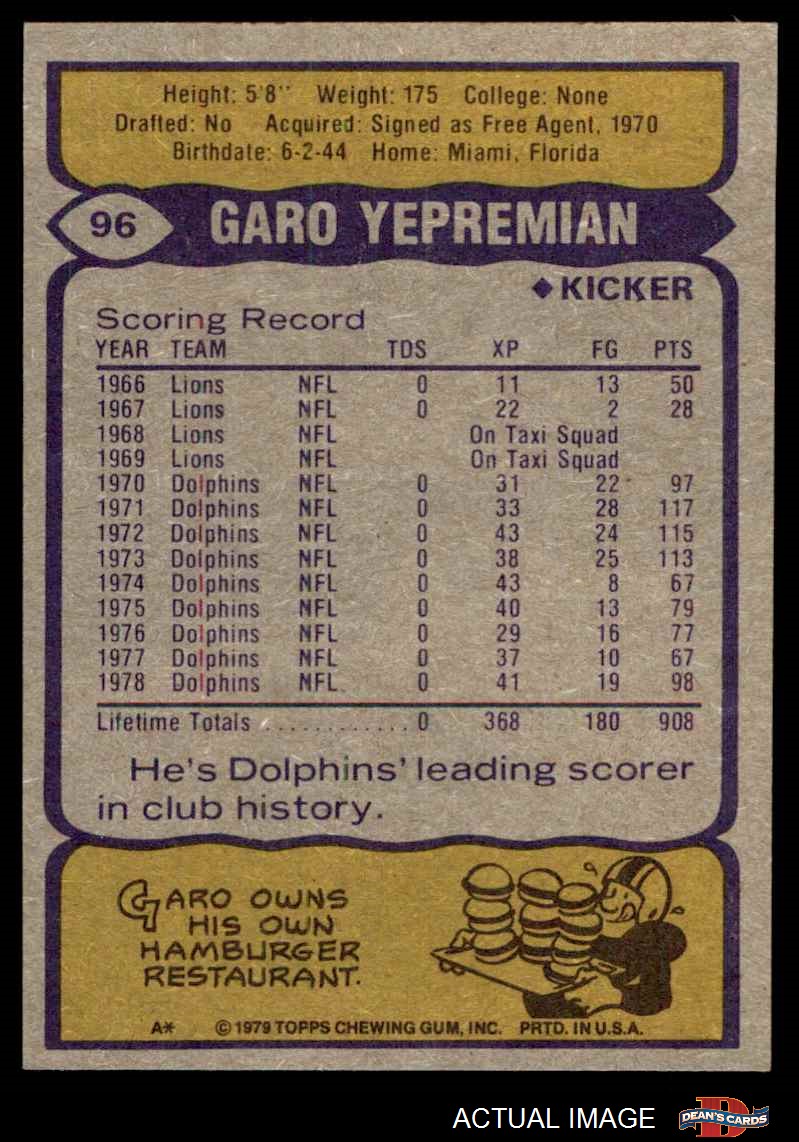 Height: 5'8" Weight: 175 College: None
Drafted: No Acquired: Signed as Free Agent, 1970
Birthdate: 6-2-44 Home: Miami, Florida
96 GARO YEPREMIAN
◆KICKER
Scoring Record
YEAR TEAM TDS XP FG PTS
1966 Lions NFL 0 11 13 50
1967 Lions NFL 0 22 2 28
1968 Lions NFL On Taxi Squad
1969 Lions NFL On Taxi Squad
1970 Dolphins NFL 0 31 22 97
1971 Dolphins NFL 0 33 28 117
1972 Dolphins NFL 0 43 24 115
1973 Dolphins NFL 0 38 25 113
1974 Dolphins NFL 0 43 8 67
1975 Dolphins NFL 0 40 13 79
1976 Dolphins NFL 0 29 16 77
1977 Dolphins NFL 0 37 10 67
1978 Dolphins NFL 0 41 19 98
Lifetime Totals ............ 0 368 180 908
He's Dolphins' leading scorer
in club history.
GARO OWNS
HIS OWN
HAMBURGER
RESTAURANT.
A* © 1979 TOPPS CHEWING GUM, INC. PRTD. IN U.S.A.
ACTUAL IMAGE
D
DEAN'S CARDS